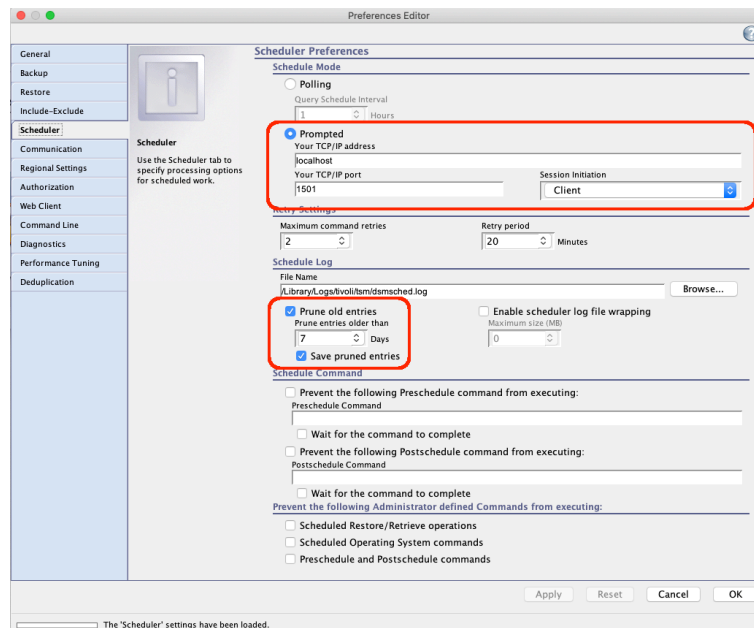 Preferences Editor
?
General
Backup
Restore
Include-Exclude
Scheduler
Communication
Regional Settings
Authorization
Web Client
Command Line
Diagnostics
Performance Tuning
Deduplication
Scheduler
Use the Scheduler tab to
specify processing options
for scheduled work.
Scheduler Preferences
Schedule Mode
Polling
Query Schedule Interval
1 Hours
Prompted
Your TCP/IP address
localhost
Your TCP/IP port Session Initiation
1501 Client
Retry Settings
Maximum command retries Retry period
2 20 Minutes
Schedule Log
File Name
/Library/Logs/tivoli/tsm/dsmsched.log Browse...
Prune old entries Enable scheduler log file wrapping
Prune entries older than Maximum size (MB)
7 Days 0
Save pruned entries
Schedule Command
Prevent the following Preschedule command from executing:
Preschedule Command
Wait for the command to complete
Prevent the following Postschedule command from executing:
Postschedule Command
Wait for the command to complete
Prevent the following Administrator defined Commands from executing:
Scheduled Restore/Retrieve operations
Scheduled Operating System commands
Preschedule and Postschedule commands
Apply Reset Cancel OK
The 'Scheduler' settings have been loaded.